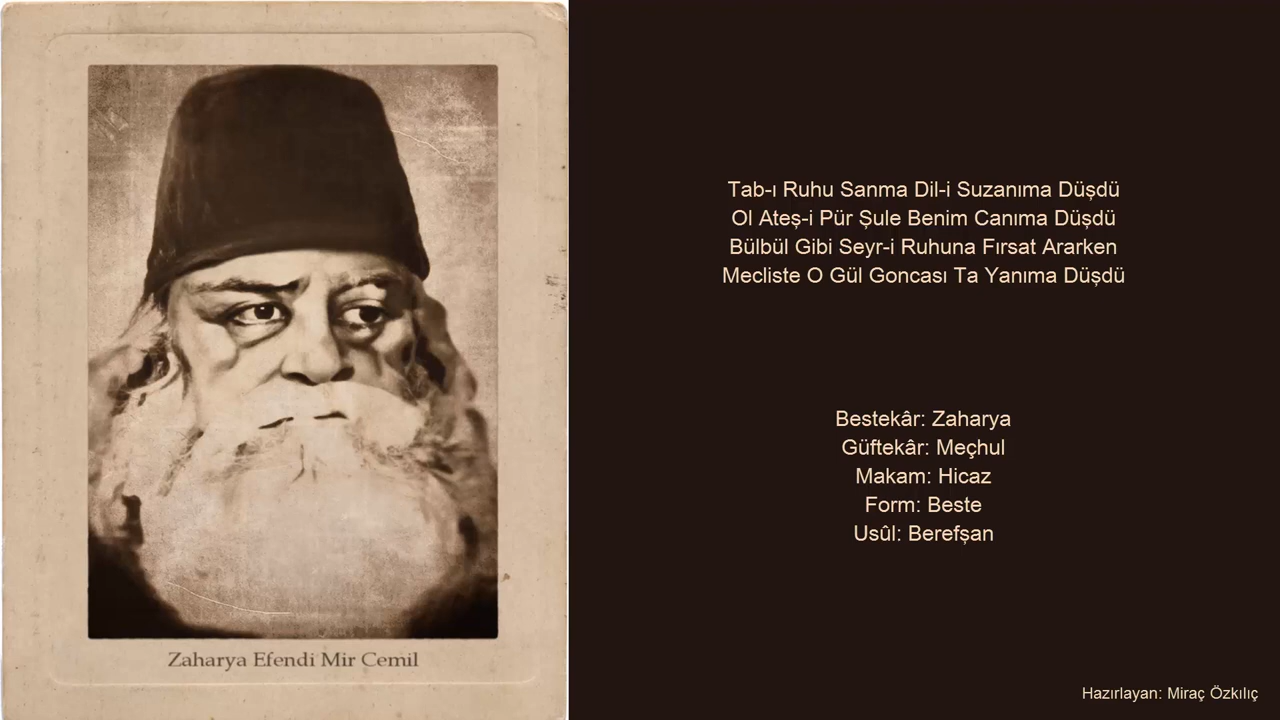 Zaharya Efendi Mir Cemil
Tab-ı Ruhu Sanma Dil-i Suzanıma Düşdü
Ol Ateş-i Pür Şule Benim Canıma Düşdü
Bülbül Gibi Seyr-i Ruhuna Fırsat Ararken
Mecliste O Gül Goncası Ta Yanıma Düşdü
Bestekâr: Zaharya
Güftekâr: Meçhul
Makam: Hicaz
Form: Beste
Usûl: Berefşan
Hazırlayan: Miraç Özkılıç